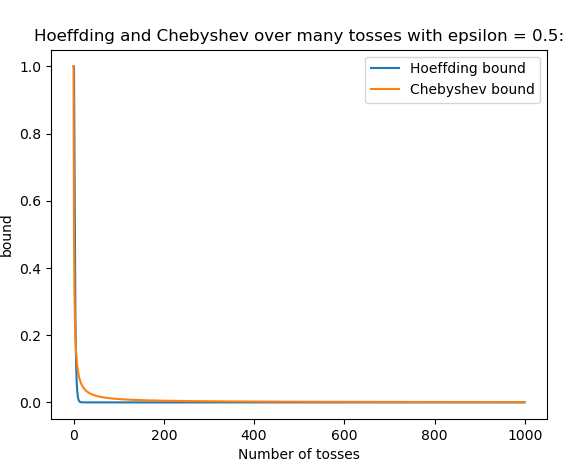 Hoeffding and Chebyshev over many tosses with epsilon = 0.5:
Hoeffding bound
Chebyshev bound
1.0
0.8
0.6
0.4
0.2
0.0
bound
0 200 400 600 800 1000
Number of tosses